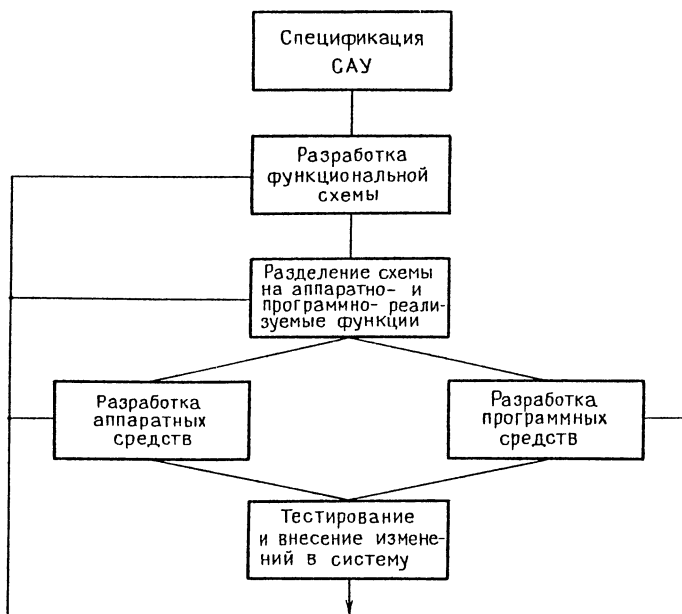 Спецификация
САУ
Разработка
функциональной
схемы
Разделение схемы
на аппаратно- и
программно- реали-
зуемые функции
Разработка
аппаратных
средств
Разработка
программных
средств
Тестирование
и внесение измене-
ний в систему